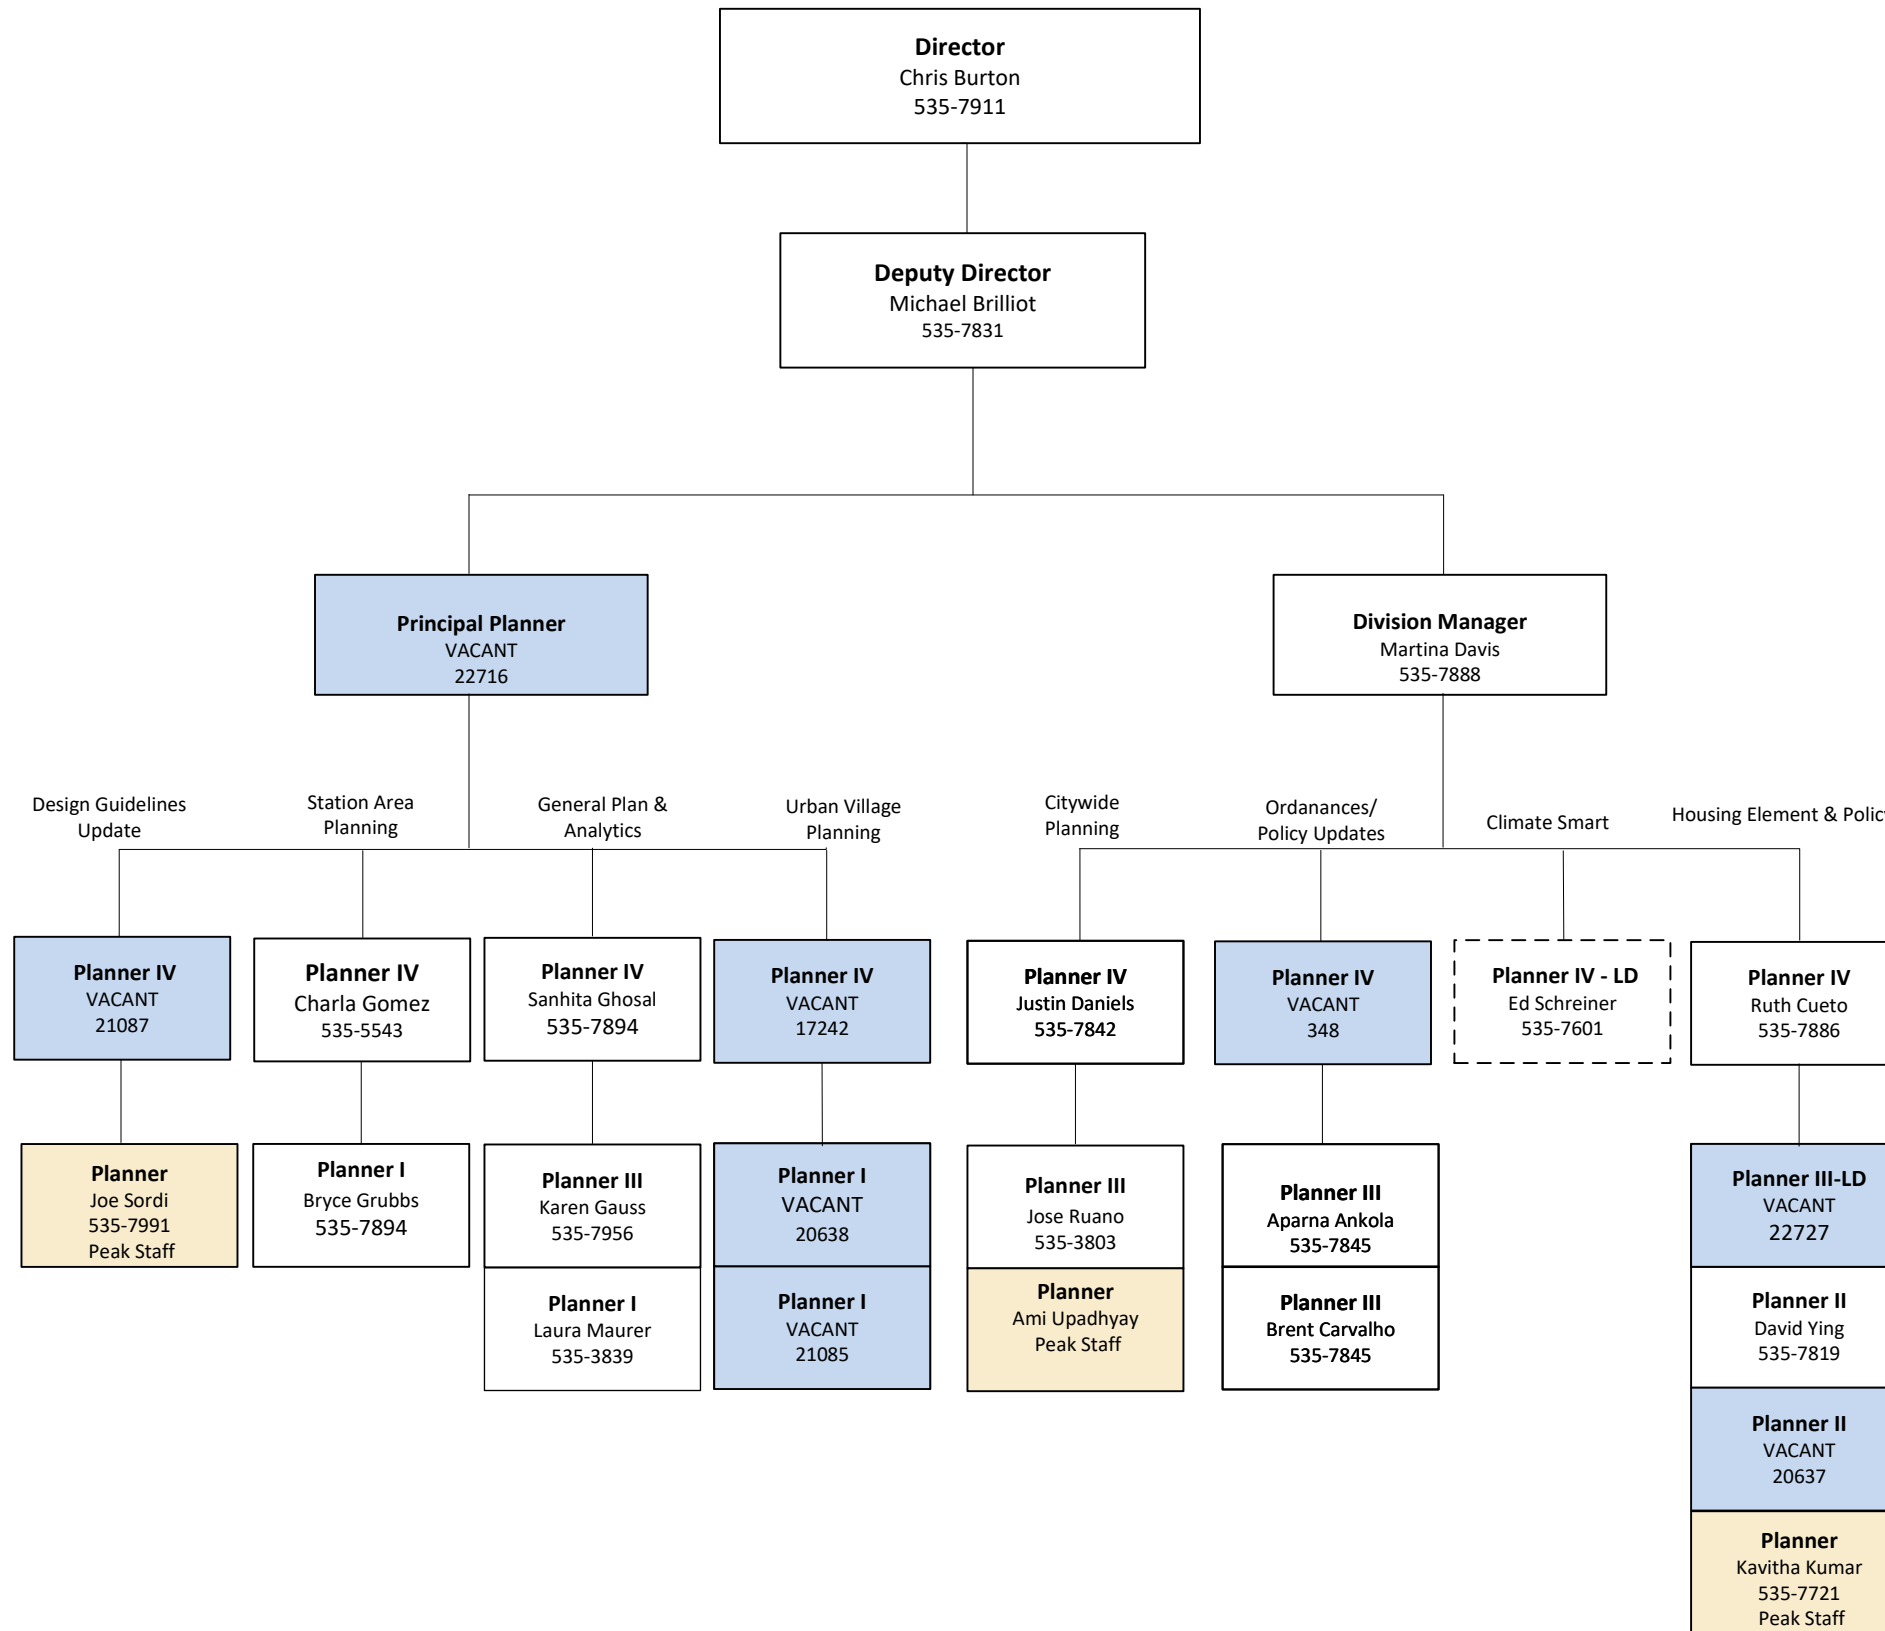 Director
Chris Burton
535-7911
Deputy Director
Michael Brilliot
535-7831
Principal Planner
VACANT
22716
Division Manager
Martina Davis
535-7888
Design Guidelines
Update
Station Area
Planning
General Plan &
Analytics
Urban Village
Planning
Citywide
Planning
Ordanances/
Policy Updates
Climate Smart
Housing Element & Policy
Planner IV
VACANT
21087
Planner IV
Charla Gomez
535-5543
Planner IV
Sanhita Ghosal
535-7894
Planner IV
VACANT
17242
Planner IV
Justin Daniels
535-7842
Planner IV
VACANT
348
Planner IV - LD
Ed Schreiner
535-7601
Planner IV
Ruth Cueto
535-7886
Planner
Joe Sordi
535-7991
Peak Staff
Planner I
Bryce Grubbs
535-7894
Planner III
Karen Gauss
535-7956
Planner I
Laura Maurer
535-3839
Planner I
VACANT
20638
Planner I
VACANT
21085
Planner III
Jose Ruano
535-3803
Planner
Ami Upadhyay
Peak Staff
Planner III
Aparna Ankola
535-7845
Planner III
Brent Carvalho
535-7845
Planner III-LD
VACANT
22727
Planner II
David Ying
535-7819
Planner II
VACANT
20637
Planner
Kavitha Kumar
535-7721
Peak Staff